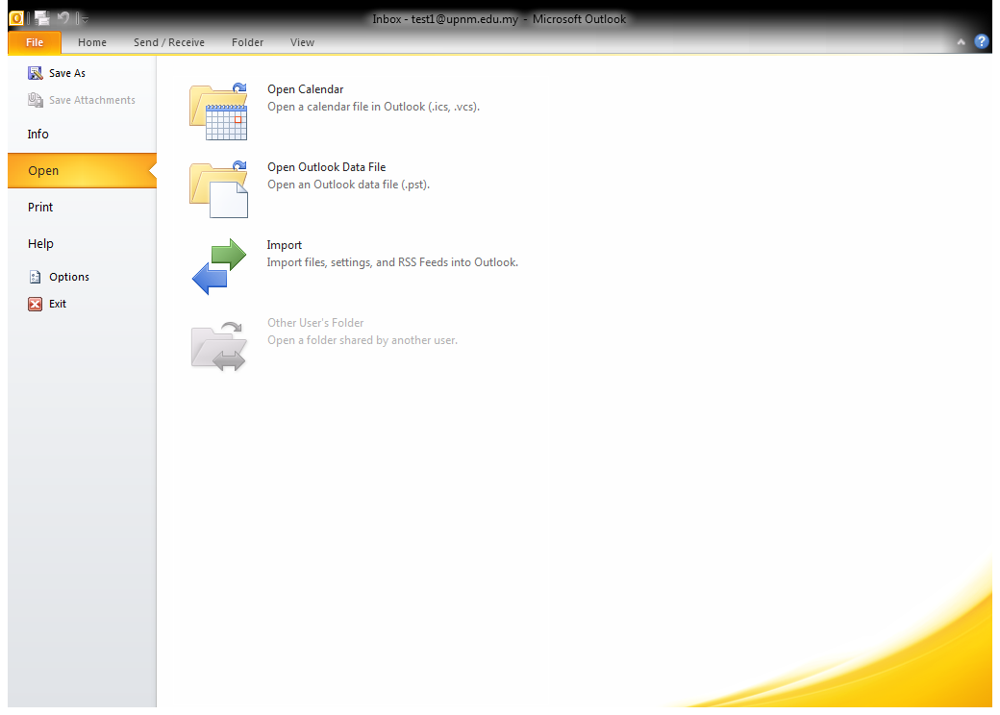 Inbox - test1@upnm.edu.my - Microsoft Outlook
File Home Send / Receive Folder View
Save As
Save Attachments
Info
Open
Print
Help
Options
Exit
Open Calendar
Open a calendar file in Outlook (.ics, .vcs).
Open Outlook Data File
Open an Outlook data file (.pst).
Import
Import files, settings, and RSS Feeds into Outlook.
Other User's Folder
Open a folder shared by another user.